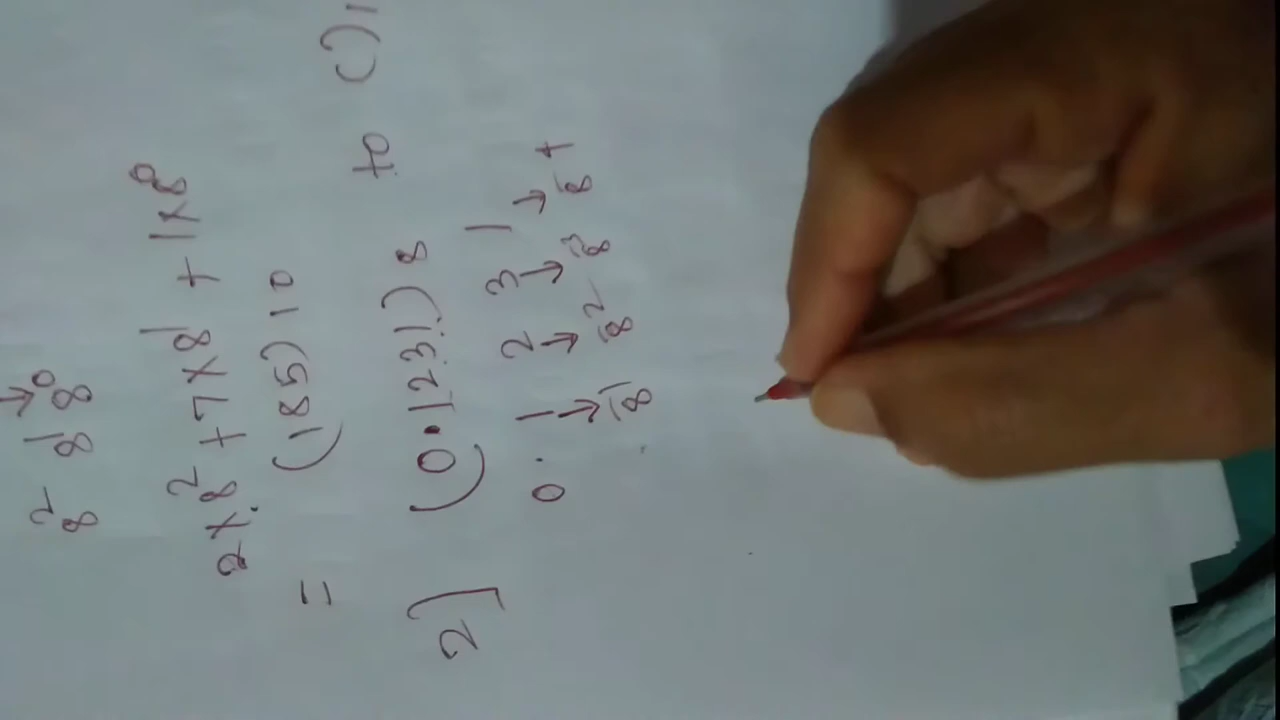 ↓
8² 8¹ 8⁰
2×8² + 7×8¹ + 1×8⁰
= (185)10
2] (0.1231)8 to ()1
0. 1 2 3 1
↓ ↓ ↓ ↓
8⁻¹ 8⁻² 8⁻³ 8⁻⁴